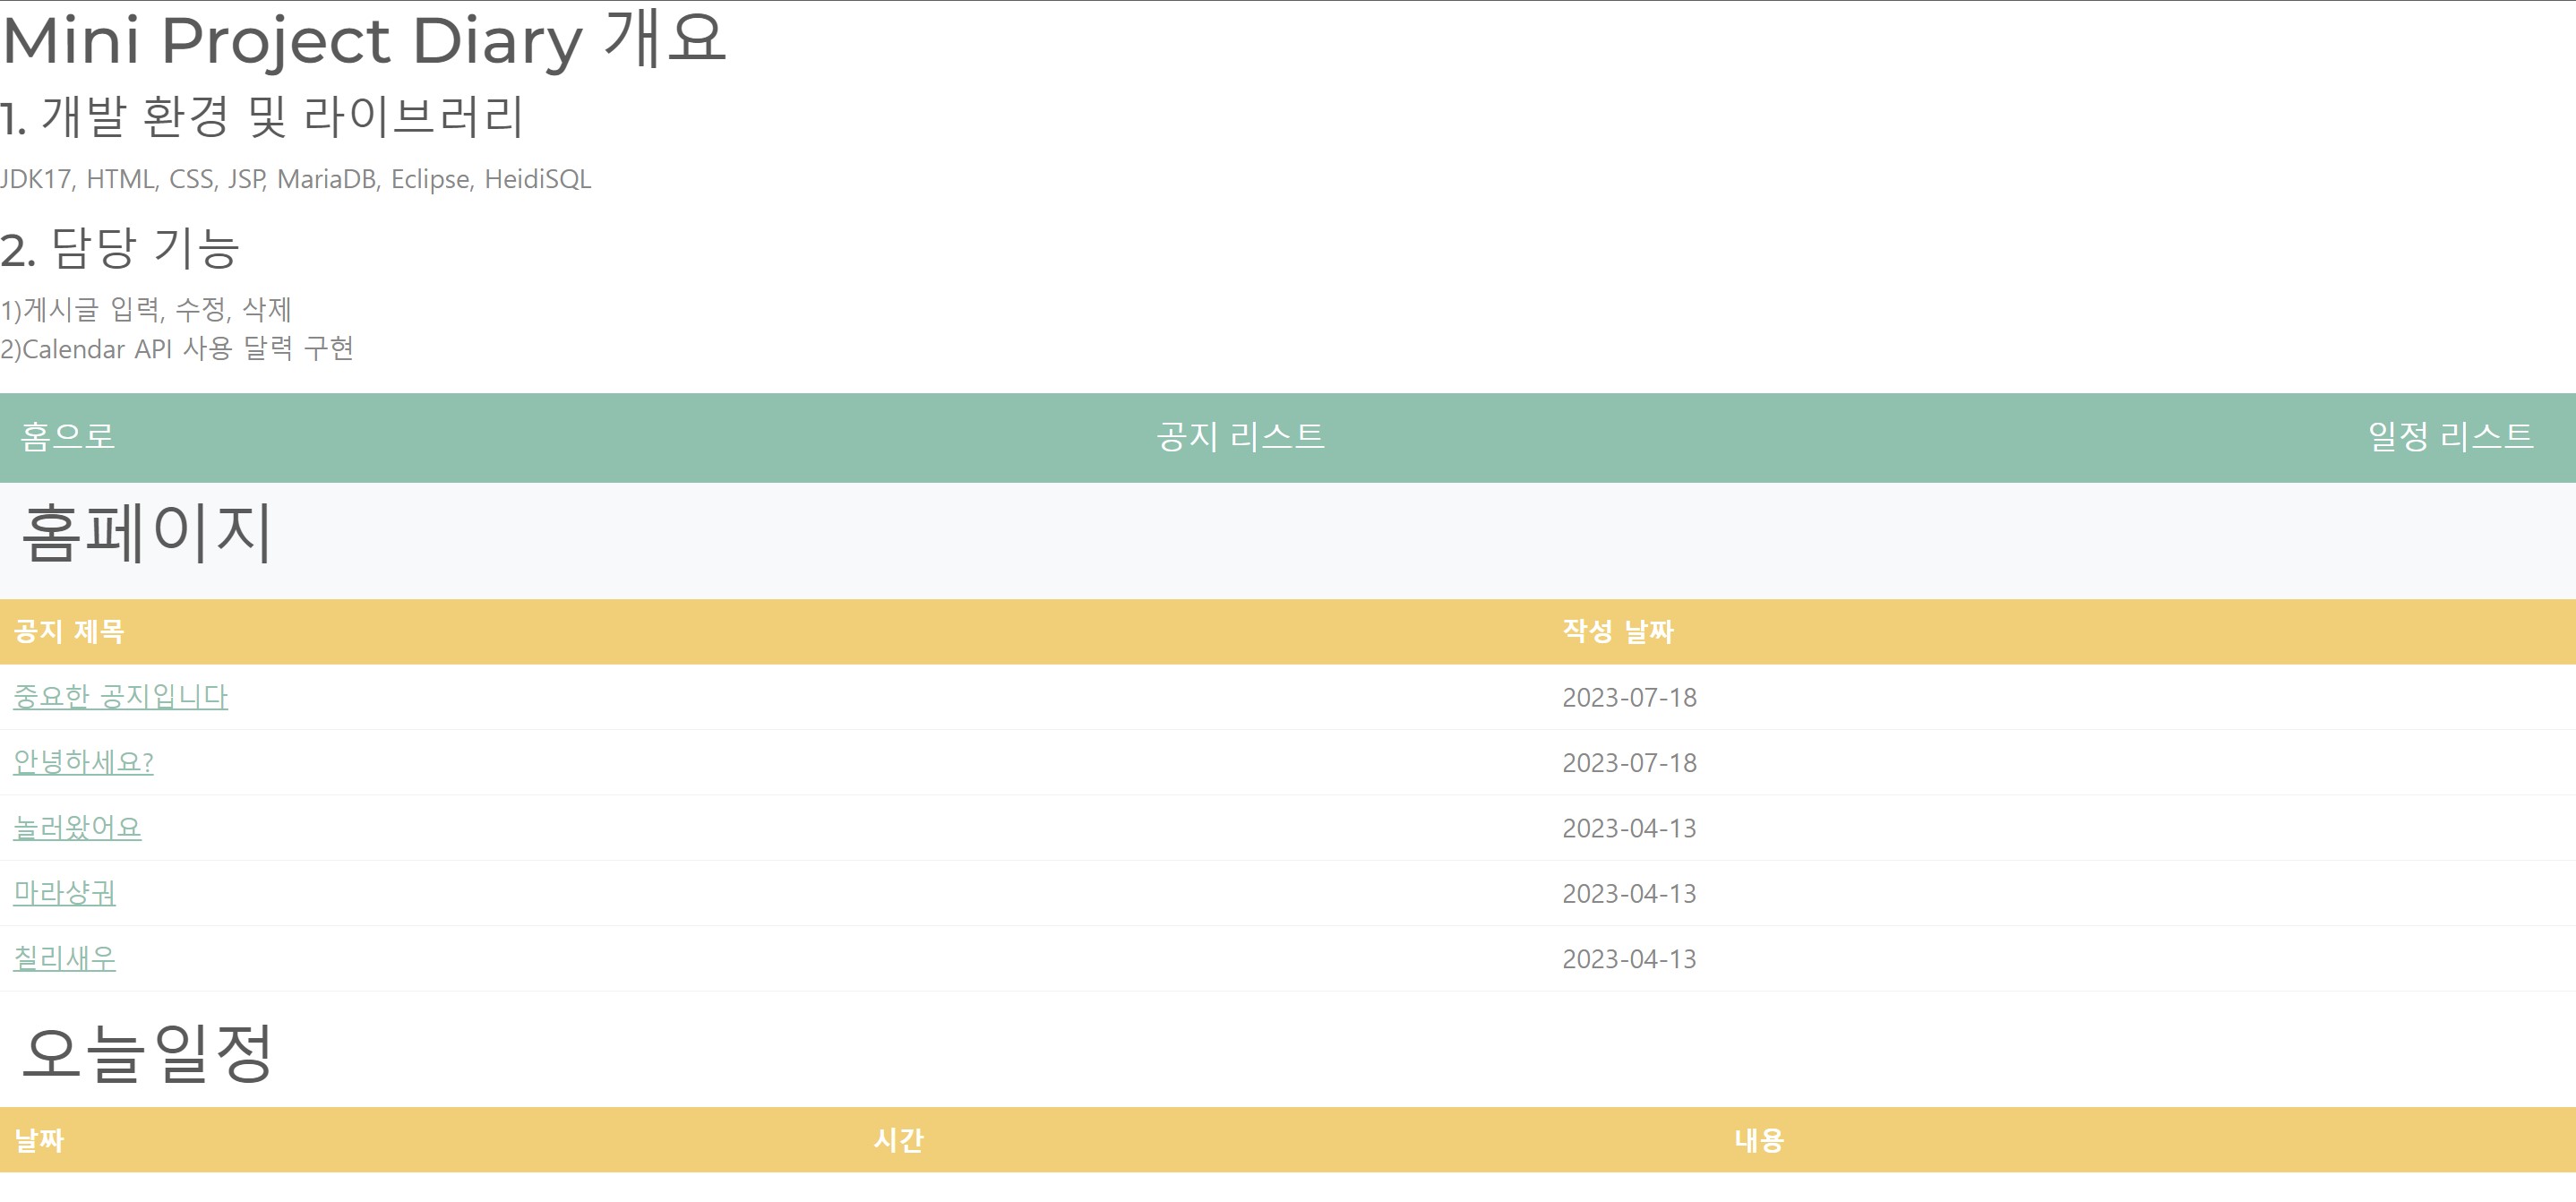 Mini Project Diary 개요
1. 개발 환경 및 라이브러리
JDK17, HTML, CSS, JSP, MariaDB, Eclipse, HeidiSQL
2. 담당 기능
1)게시글 입력, 수정, 삭제
2)Calendar API 사용 달력 구현
홈으로 공지 리스트 일정 리스트
홈페이지
공지 제목 작성 날짜
중요한 공지입니다 2023-07-18
안녕하세요? 2023-07-18
놀러왔어요 2023-04-13
마라샹궈 2023-04-13
칠리새우 2023-04-13
오늘일정
날짜 시간 내용